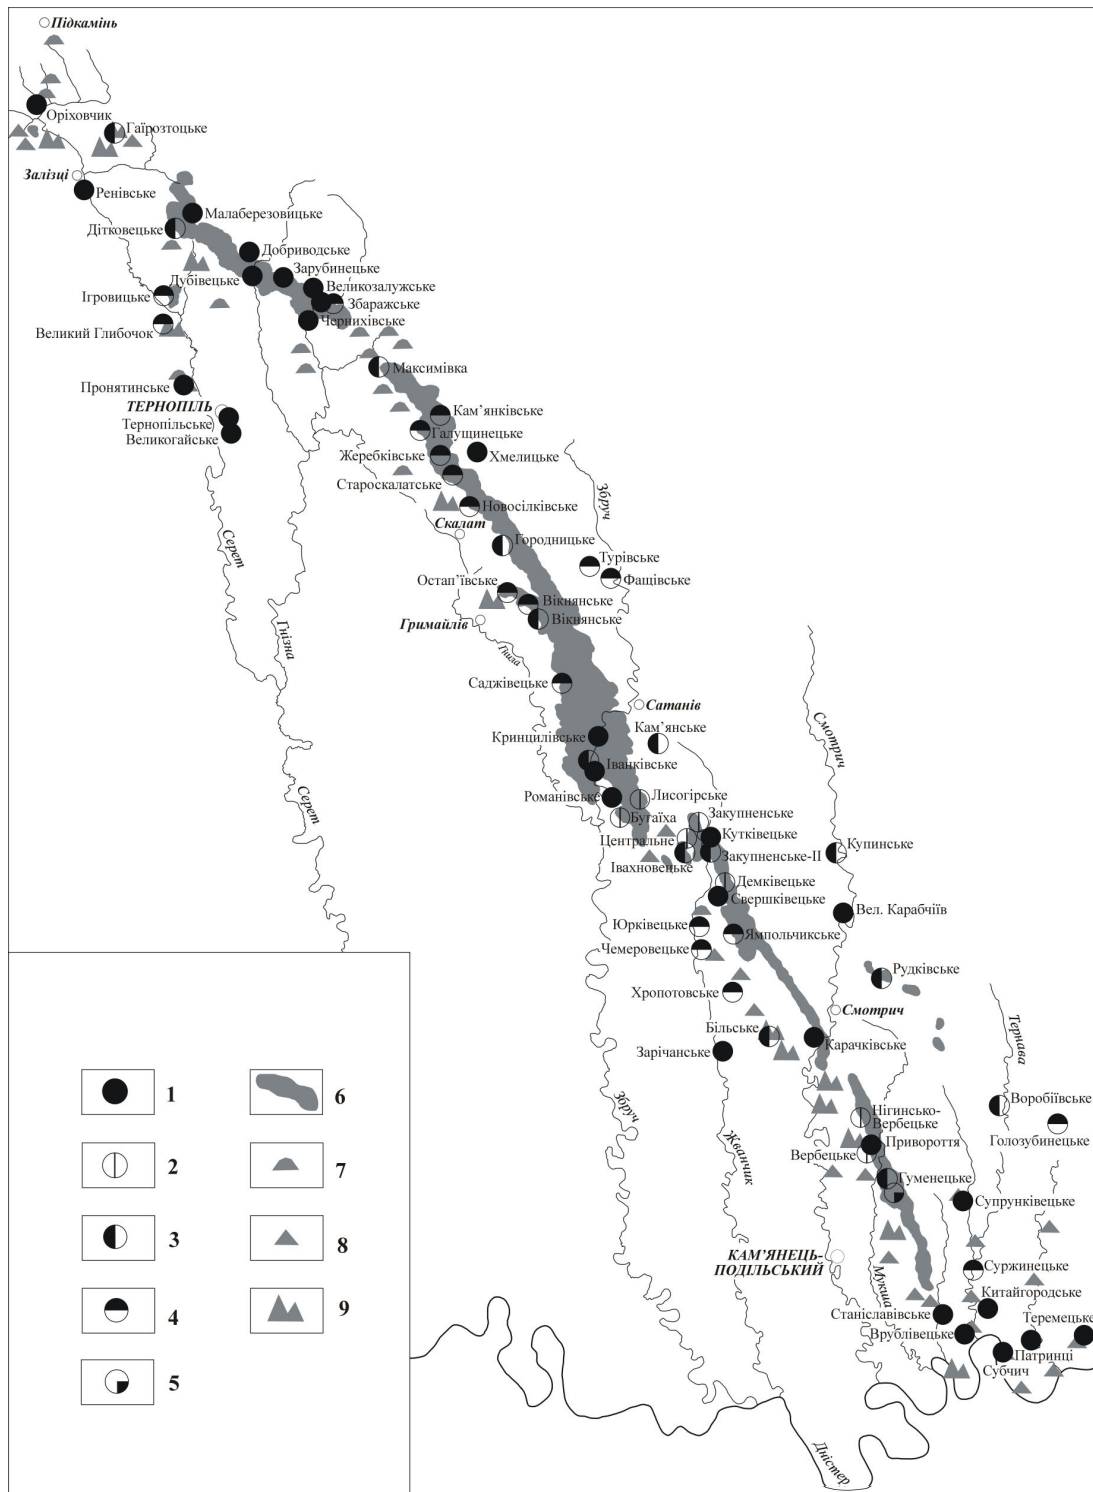 Підкамінь
Оріховчик
Гаїрозтоцьке
Залізці
Ренівське
Малаберезовицьке
Дітковецьке
Добриводське
Зарубинецьке
Дубівецьке
Великозалужське
Ігровицьке
Збаражське
Чернихівське
Великий Глибочок
Максимівка
Пронятинське
ТЕРНОПІЛЬ
Тернопільське
Великогайське
Кам'янківське
Галущинецьке
Жеребківське
Хмелицьке
Староскалатське
Збруч
Новосілківське
Скалат
Серет
Городницьке
Турівське
Фащівське
Остап'ївське
Вікнянське
Вікнянське
Гримайлів
Гнізна
Гнила
Саджівецьке
Сатанів
Смотрич
Кам'янське
Кринцилівське
Іванківське
Серет
Романівське
Лисогірське
Бугаїха
Закупненське
Центральне
Кутківецьке
Закупненське-ІІ
Купинське
Івахновецьке
Демківецьке
Свершківецьке
Вел. Карабчіїв
Юрківецьке
Ямпольчикське
Чемеровецьке
Рудківське
Хропотовське
Смотрич
Тернава
Більське
Карачківське
Зарічанське
Збруч
Воробіївське
Нігинсько-
Вербецьке
Голозубинецьке
Привороття
Вербецьке
Жванчик
Гуменецьке
Супрунківецьке
КАМ'ЯНЕЦЬ-
ПОДІЛЬСЬКИЙ
Мукша
Суржинецьке
Китайгородське
Станіславівське
Теремецьке
Врублівецьке
Патринці
Субчич
Дністер
1
6
2
7
3
8
4
9
5